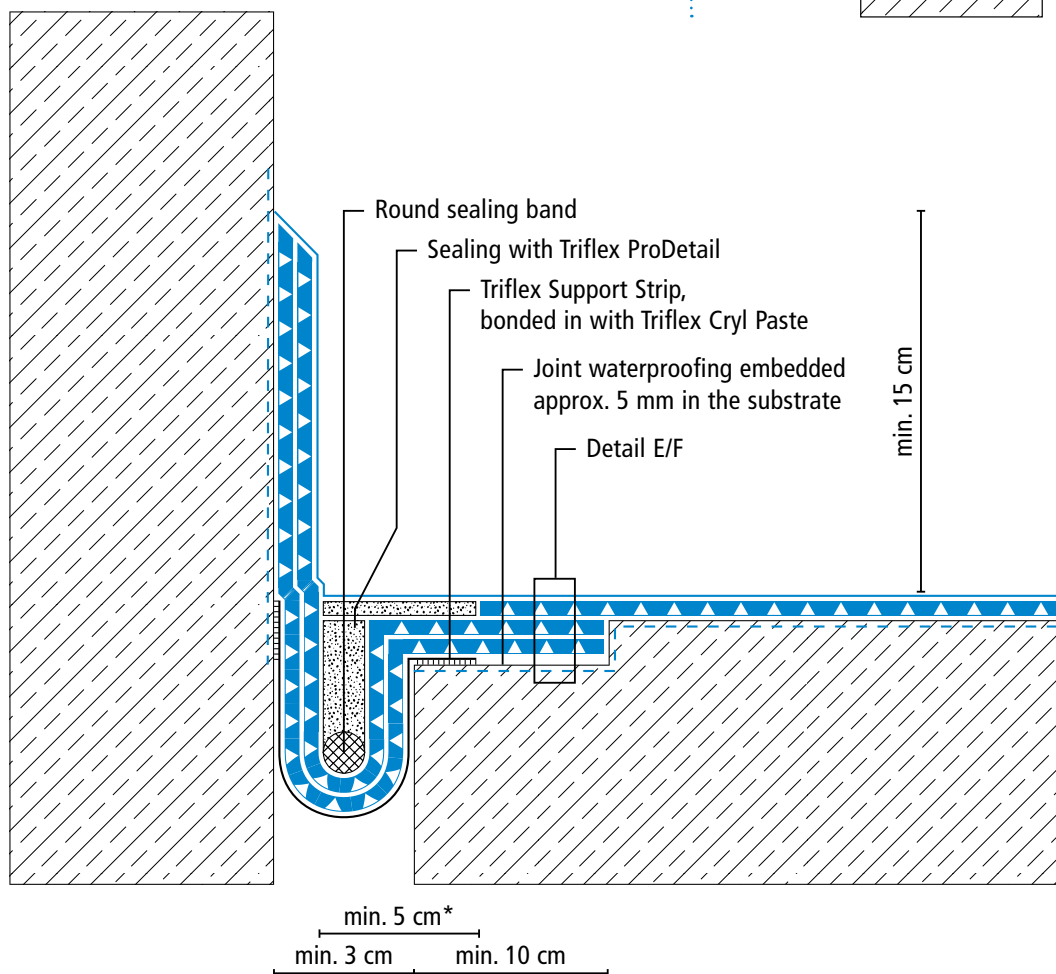 Round sealing band
Sealing with Triflex ProDetail
Triflex Support Strip,
bonded in with Triflex Cryl Paste
Joint waterproofing embedded
approx. 5 mm in the substrate
Detail E/F
min. 15 cm
min. 5 cm*
min. 3 cm
min. 10 cm